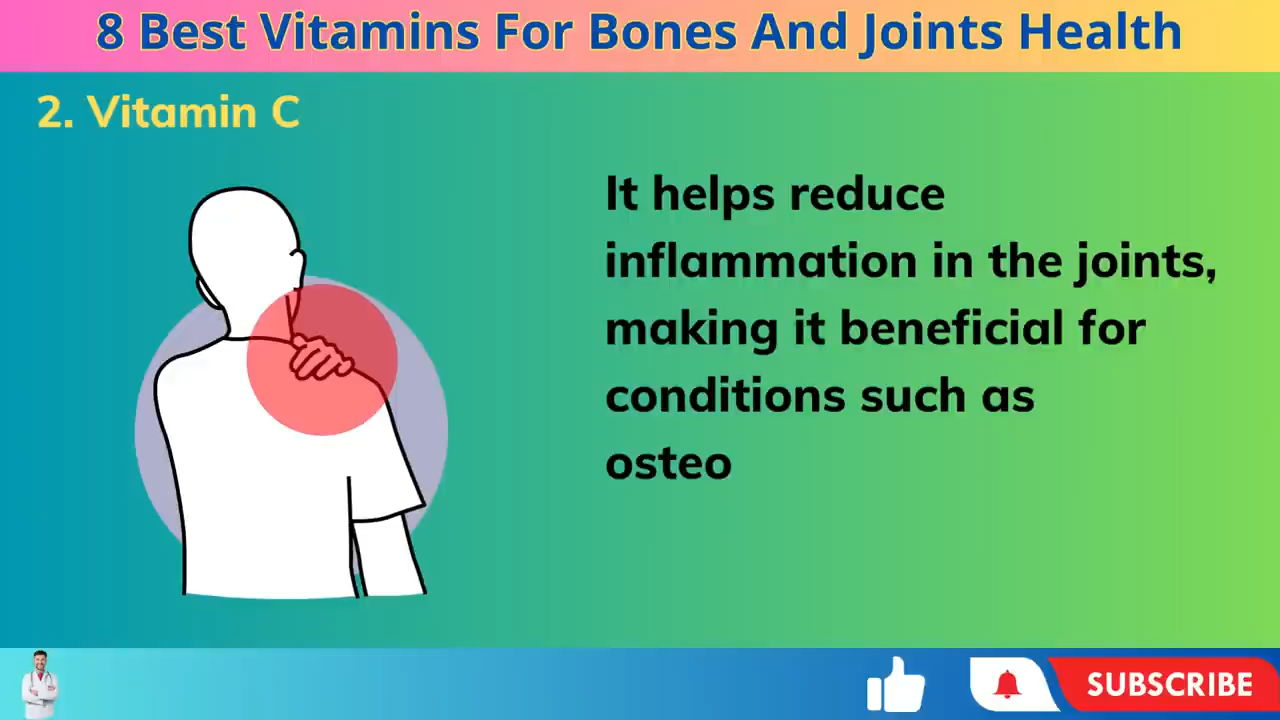 8 Best Vitamins For Bones And Joints Health
2. Vitamin C
It helps reduce
inflammation in the joints,
making it beneficial for
conditions such as
osteo
SUBSCRIBE